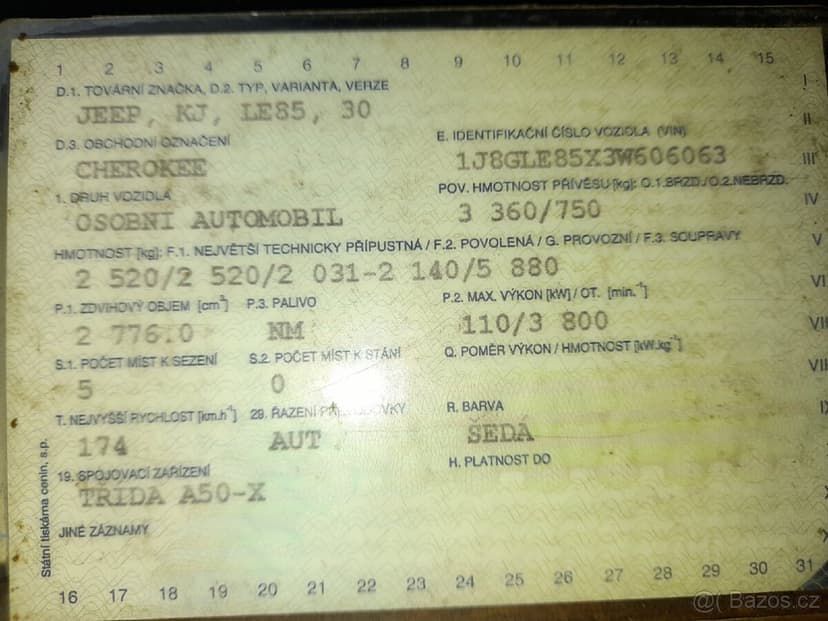 1 2 3 4 5 6 7 8 9 10 11 12 13 14 15
D.1. TOVÁRNÍ ZNAČKA, D.2. TYP, VARIANTA, VERZE I
JEEP, KJ, LE85, 30 II
D.3. OBCHODNÍ OZNAČENÍ E. IDENTIFIKAČNÍ ČÍSLO VOZIDLA (VIN)
CHEROKEE 1J8GLE85X3W606063 III
1. DRUH VOZIDLA POV. HMOTNOST PŘÍVĚSU [kg]: O.1.BRZD./O.2.NEBRZD.
OSOBNI AUTOMOBIL 3 360/750 IV
HMOTNOST [kg]: F.1. NEJVĚTŠÍ TECHNICKY PŘÍPUSTNÁ / F.2. POVOLENÁ / G. PROVOZNÍ / F.3. SOUPRAVY V
2 520/2 520/2 031-2 140/5 880
P.1. ZDVIHOVÝ OBJEM [cm³] P.3. PALIVO P.2. MAX. VÝKON [kW] / OT. [min.⁻¹] VI
2 776.0 NM 110/3 800 VII
S.1. POČET MÍST K SEZENÍ S.2. POČET MÍST K STÁNÍ Q. POMĚR VÝKON / HMOTNOST [kW.kg⁻¹]
5 0
T. NEJVYŠŠÍ RYCHLOST [km.h⁻¹] 29. ŘAZENÍ R. BARVA
174 AUT ŠEDÁ
19. SPOJOVACÍ ZAŘÍZENÍ H. PLATNOST DO
TŘÍDA A50-X
JINÉ ZÁZNAMY
Státní tiskárna cenin, s.p.
16 17 18 19 20 21 22 23 24 25 26 27 28 29 30 31
@( Bazos.cz